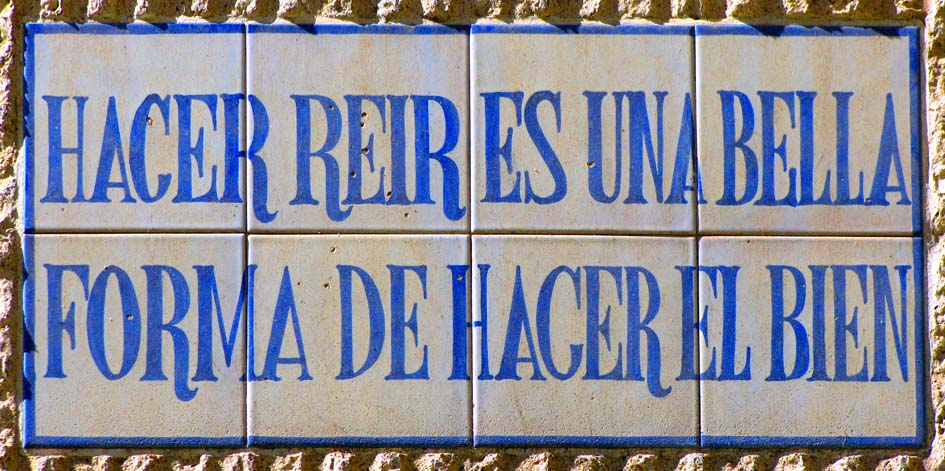 HACER REIR ES UNA BELLA
FORMA DE HACER EL BIEN